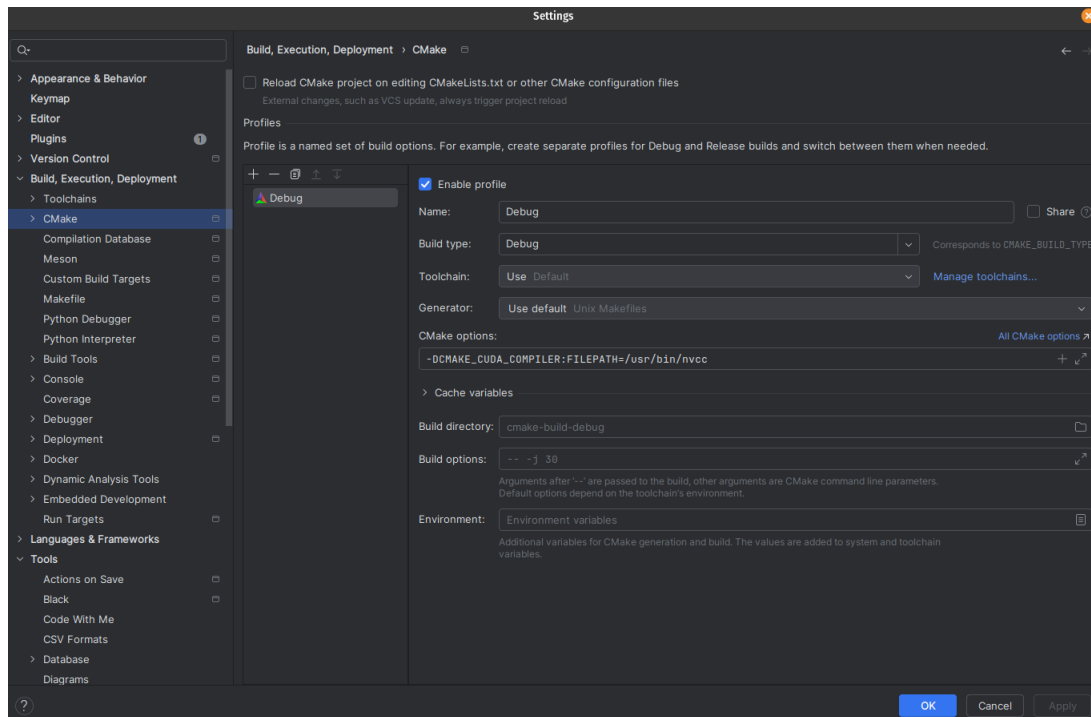 Settings
Appearance & Behavior
Keymap
Editor
Plugins 1
Version Control
Build, Execution, Deployment
Toolchains
CMake
Compilation Database
Meson
Custom Build Targets
Makefile
Python Debugger
Python Interpreter
Build Tools
Console
Coverage
Debugger
Deployment
Docker
Dynamic Analysis Tools
Embedded Development
Run Targets
Languages & Frameworks
Tools
Actions on Save
Black
Code With Me
CSV Formats
Database
Diagrams
Build, Execution, Deployment › CMake
Reload CMake project on editing CMakeLists.txt or other CMake configuration files
External changes, such as VCS update, always trigger project reload
Profiles
Profile is a named set of build options. For example, create separate profiles for Debug and Release builds and switch between them when needed.
Debug
Enable profile
Name: Debug Share ?
Build type: Debug Corresponds to CMAKE_BUILD_TYPE
Toolchain: Use Default Manage toolchains...
Generator: Use default Unix Makefiles
CMake options: All CMake options
-DCMAKE_CUDA_COMPILER:FILEPATH=/usr/bin/nvcc
Cache variables
Build directory: cmake-build-debug
Build options: -- -j 30
Arguments after '--' are passed to the build, other arguments are CMake command line parameters.
Default options depend on the toolchain's environment.
Environment: Environment variables
Additional variables for CMake generation and build. The values are added to system and toolchain
variables.
? OK Cancel Apply